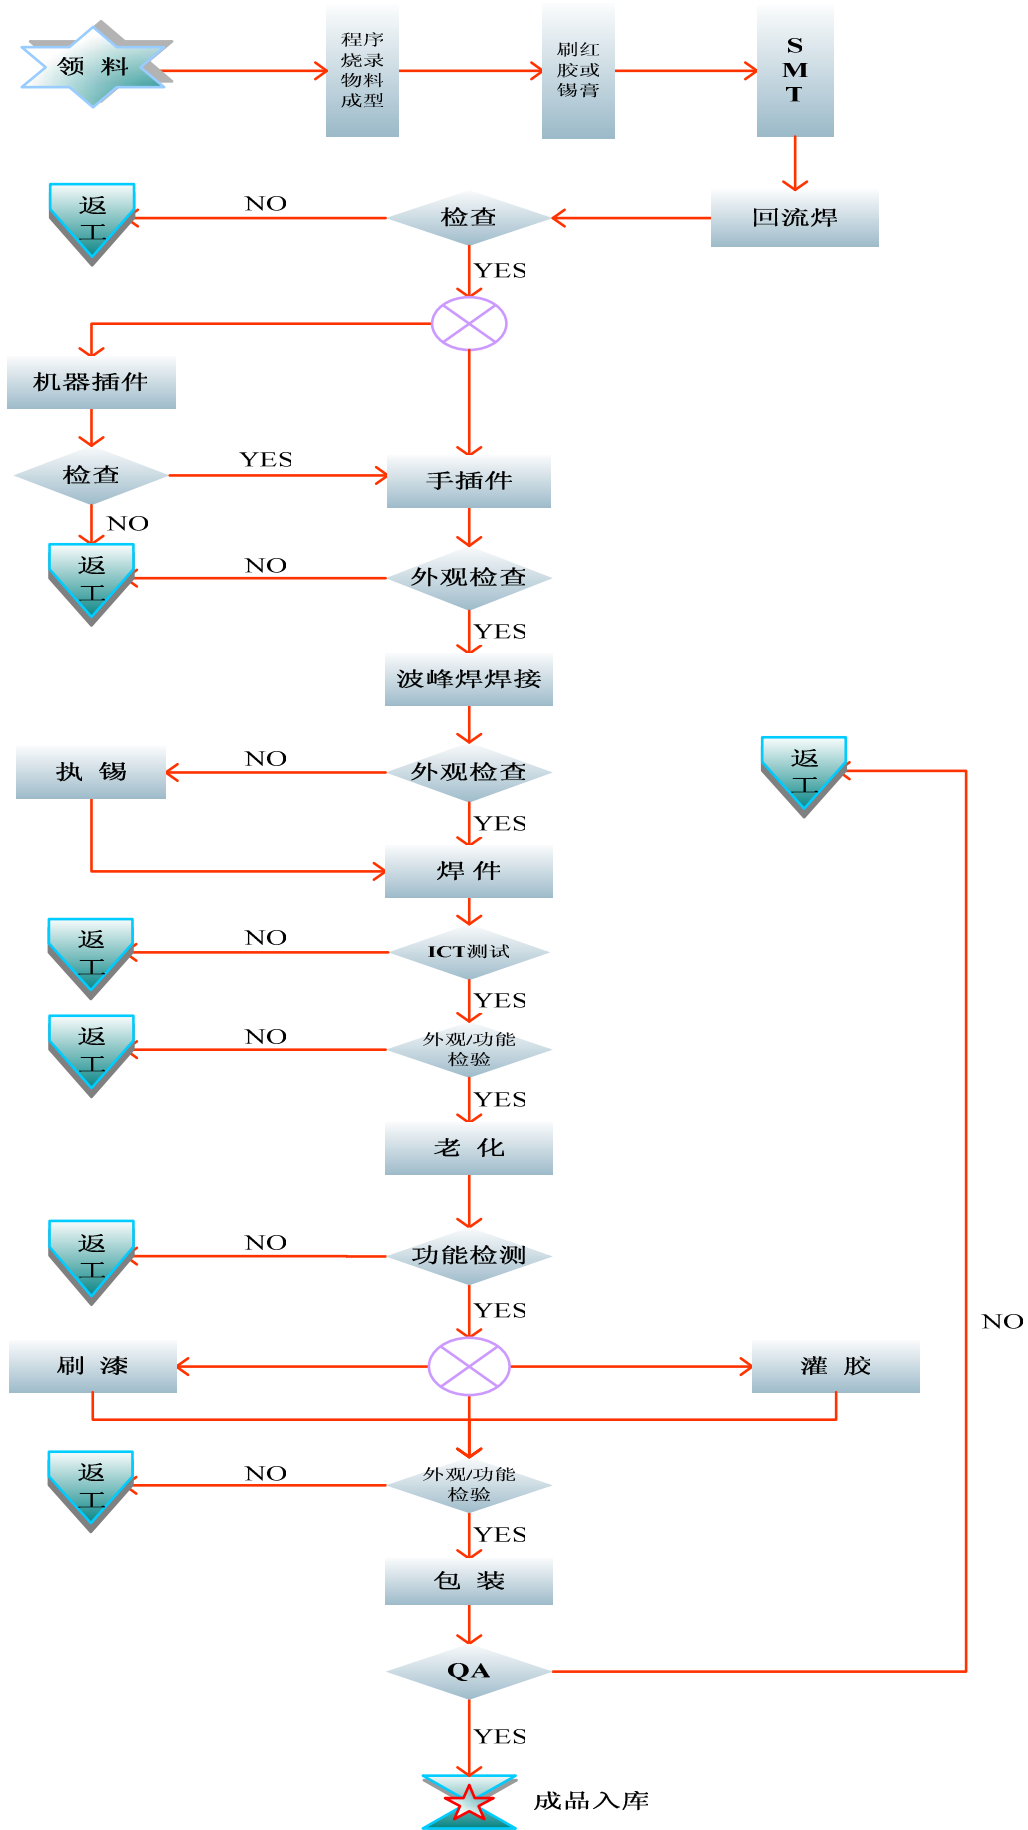 领 料
程序
烧录
物料
成型
刷红
胶或
锡膏
S
M
T
返
工
NO
检查
回流焊
YES
机器插件
检查
YES
手插件
NO
返
工
NO
外观检查
YES
波峰焊焊接
执 锡
NO
外观检查
返
工
YES
焊 件
返
工
NO
ICT测试
YES
返
工
NO
外观/功能
检验
YES
老 化
返
工
NO
功能检测
YES
NO
刷 漆
灌 胶
返
工
NO
外观/功能
检验
YES
包 装
QA
YES
成品入库